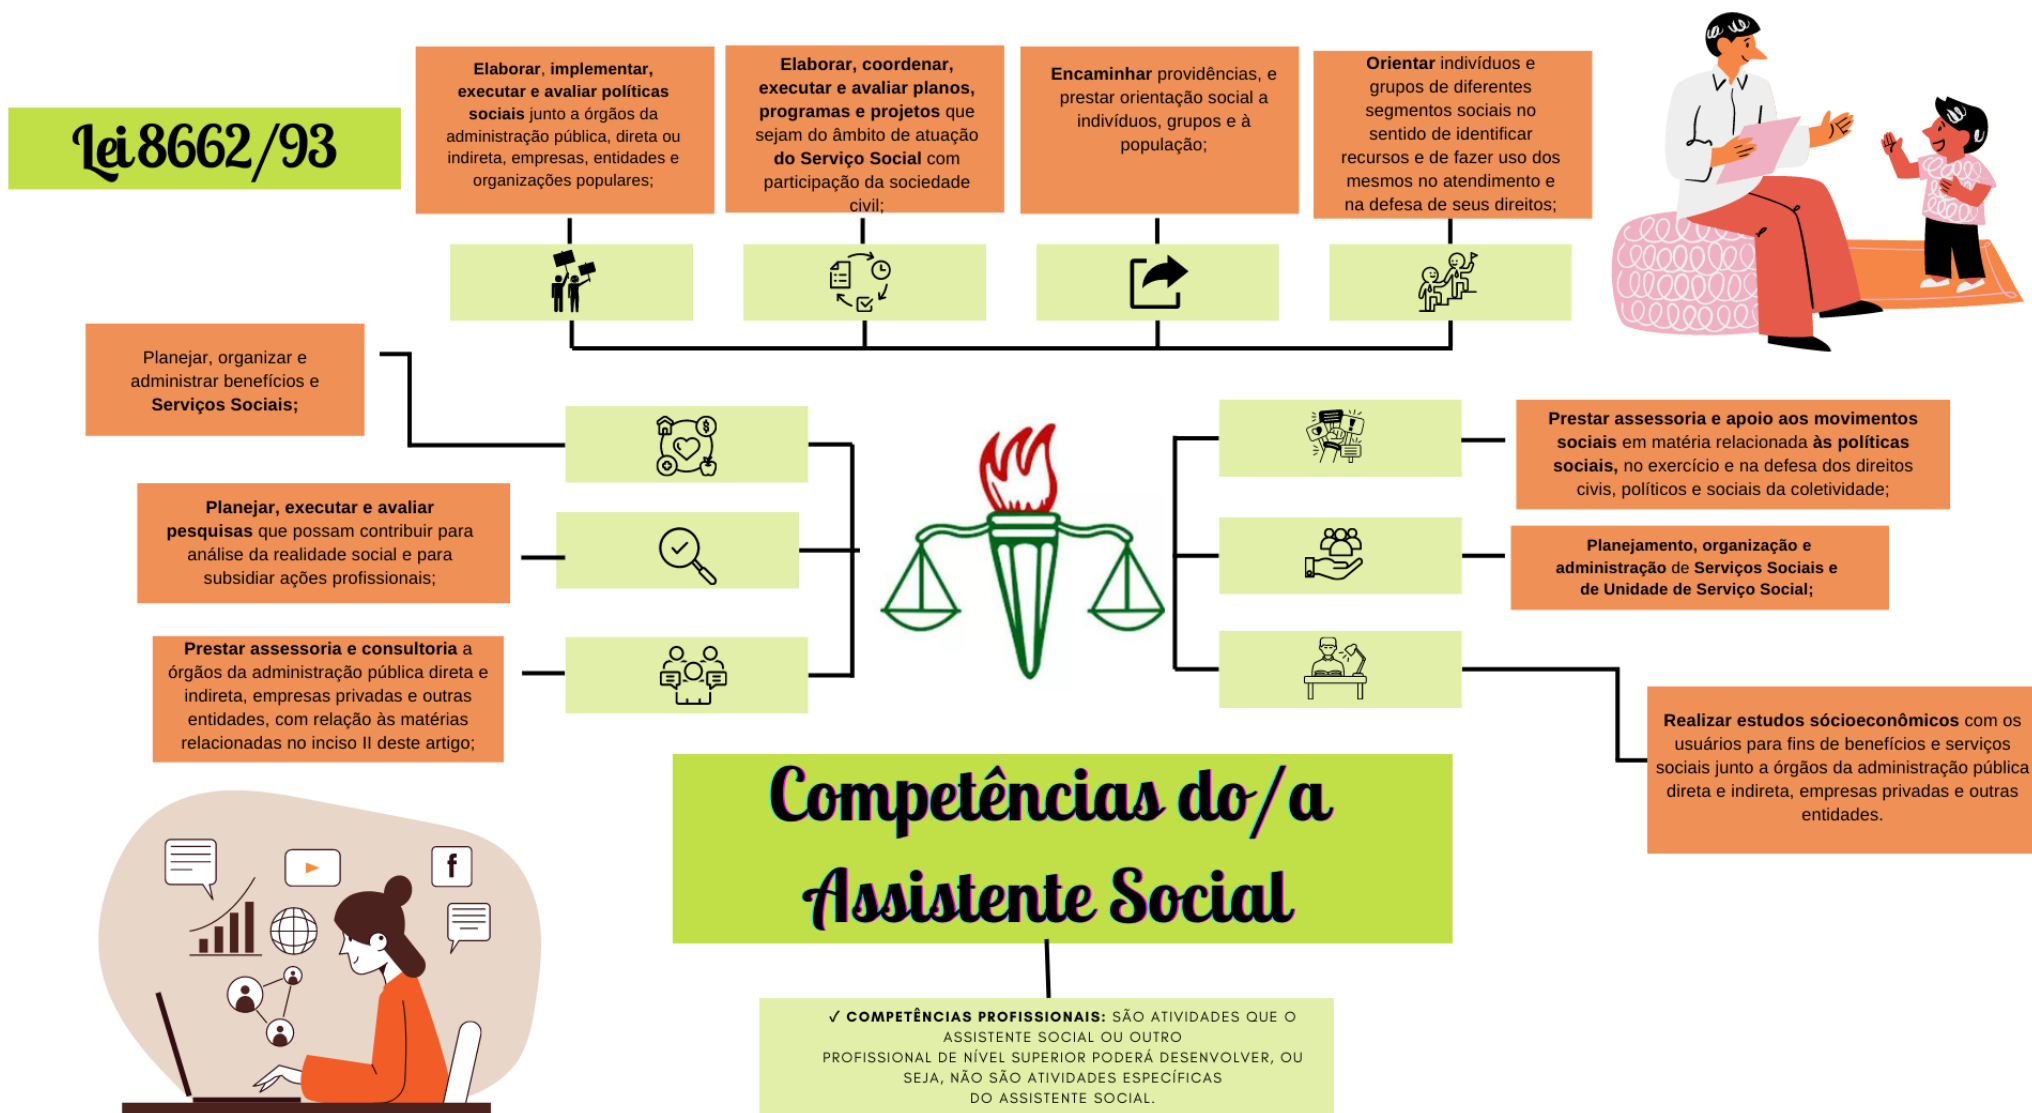 Lei 8662/93
Elaborar, implementar,
executar e avaliar políticas
sociais junto a órgãos da
administração pública, direta ou
indireta, empresas, entidades e
organizações populares;
Elaborar, coordenar,
executar e avaliar planos,
programas e projetos que
sejam do âmbito de atuação
do Serviço Social com
participação da sociedade
civil;
Encaminhar providências, e
prestar orientação social a
indivíduos, grupos e à
população;
Orientar indivíduos e
grupos de diferentes
segmentos sociais no
sentido de identificar
recursos e de fazer uso dos
mesmos no atendimento e
na defesa de seus direitos;
Planejar, organizar e
administrar benefícios e
Serviços Sociais;
Planejar, executar e avaliar
pesquisas que possam contribuir para
análise da realidade social e para
subsidiar ações profissionais;
Prestar assessoria e consultoria a
órgãos da administração pública direta e
indireta, empresas privadas e outras
entidades, com relação às matérias
relacionadas no inciso II deste artigo;
Prestar assessoria e apoio aos movimentos
sociais em matéria relacionada às políticas
sociais, no exercício e na defesa dos direitos
civis, políticos e sociais da coletividade;
Planejamento, organização e
administração de Serviços Sociais e
de Unidade de Serviço Social;
Realizar estudos sócioeconômicos com os
usuários para fins de benefícios e serviços
sociais junto a órgãos da administração pública
direta e indireta, empresas privadas e outras
entidades.
Competências do/a
Assistente Social
✓ COMPETÊNCIAS PROFISSIONAIS: SÃO ATIVIDADES QUE O
ASSISTENTE SOCIAL OU OUTRO
PROFISSIONAL DE NÍVEL SUPERIOR PODERÁ DESENVOLVER, OU
SEJA, NÃO SÃO ATIVIDADES ESPECÍFICAS
DO ASSISTENTE SOCIAL.
f